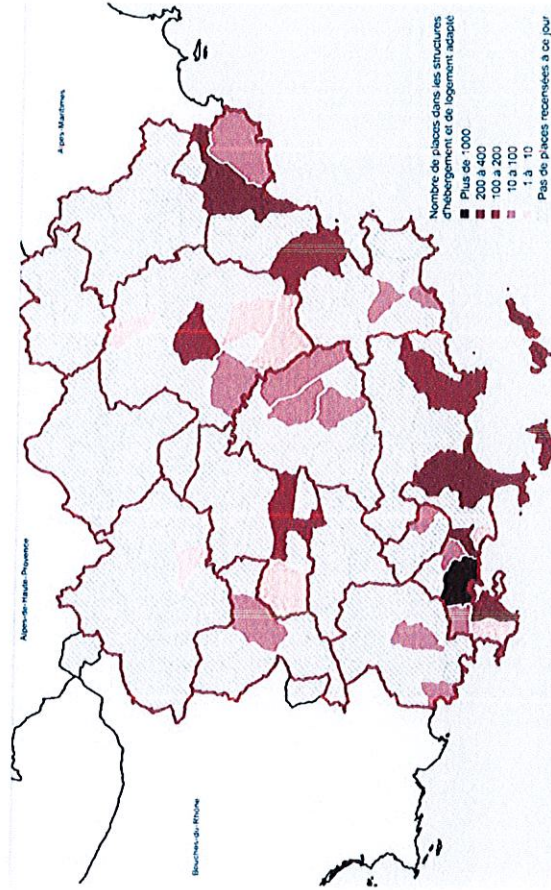 Alpes-de-Haute-Provence
Alpes-Maritimes
Bouches-du-Rhône
Nombre de places dans les structures
d'hébergement et de logement adapté
Plus de 1000
200 à 400
100 à 200
10 à 100
1 à 10
Pas de places recensées à ce jour